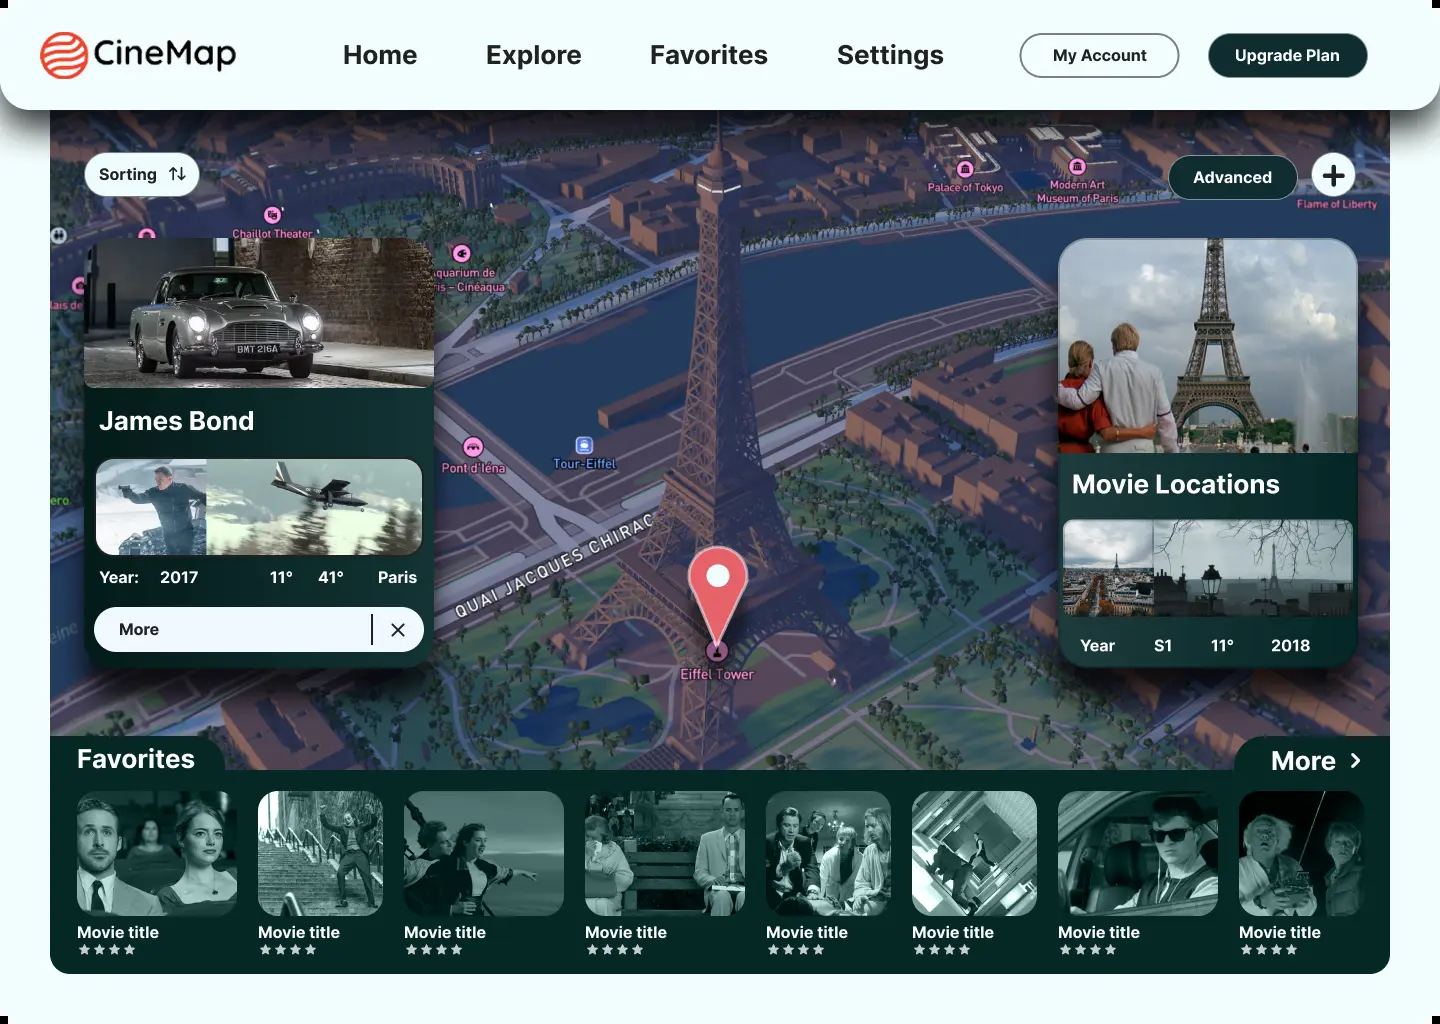 CineMap
Home
Explore
Favorites
Settings
My Account
Upgrade Plan
Sorting
Advanced
Palace of Tokyo
Modern Art
Museum of Paris
Flame of Liberty
Chaillot Theater
quarium de
is – Cinéaqua
lais de
BMT 216A
James Bond
Pont d'Iéna
Tour-Eiffel
ero
QUAI JACQUES CHIRAC
Year: 2017 11° 41° Paris
More
eine
Eiffel Tower
Movie Locations
Year S1 11° 2018
Favorites
More
Movie title
Movie title
Movie title
Movie title
Movie title
Movie title
Movie title
Movie title